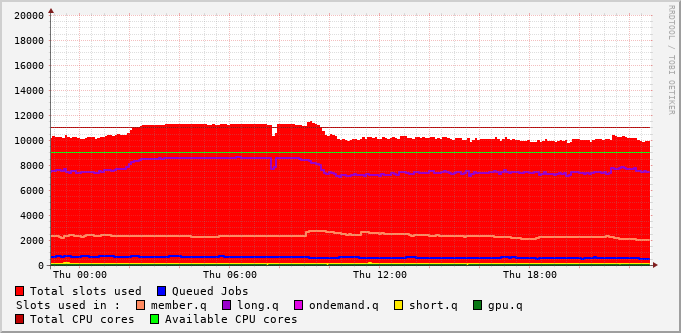 20000
18000
16000
14000
12000
10000
8000
6000
4000
2000
0
Thu 00:00 Thu 06:00 Thu 12:00 Thu 18:00
Total slots used Queued Jobs
Slots used in : member.q long.q ondemand.q short.q gpu.q
Total CPU cores Available CPU cores
RRDTOOL / TOBI OETIKER